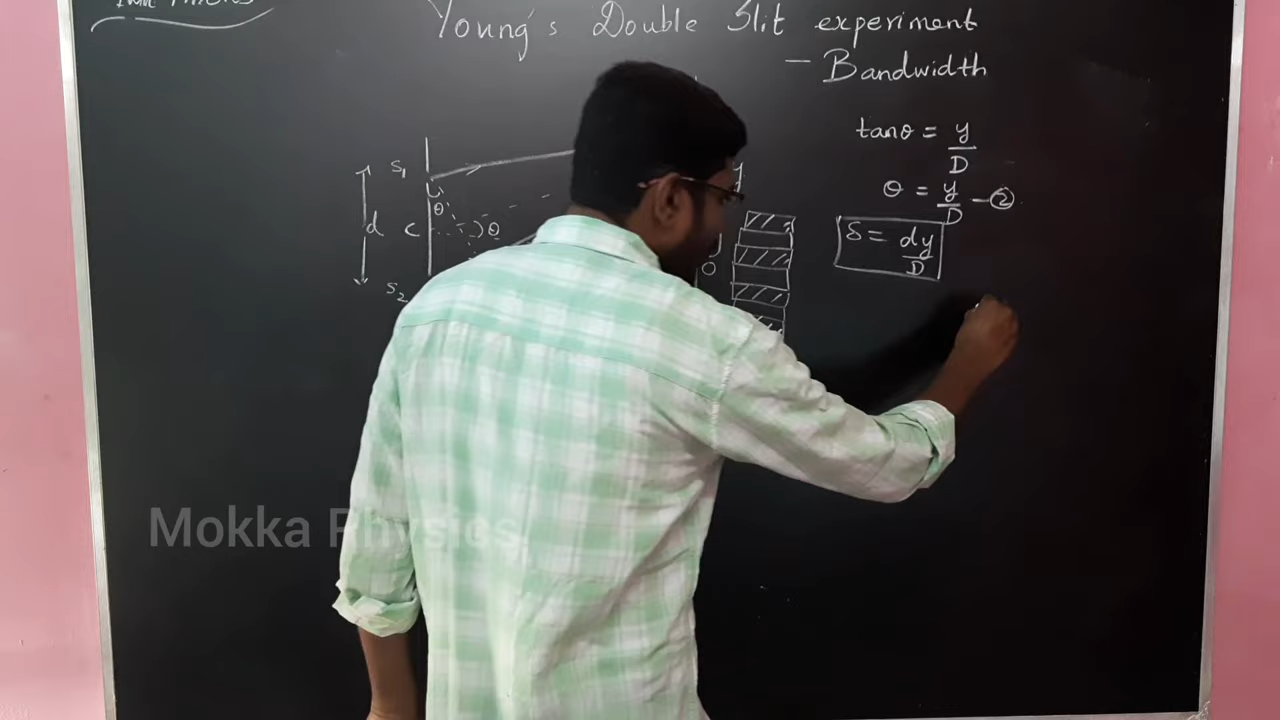 Young's Double Slit experiment
- Bandwidth
tanθ = y/D
θ = y/D - ②
δ = dy/D
S₁
θ
d
C
θ
S₂
y
O
Mokka Physics